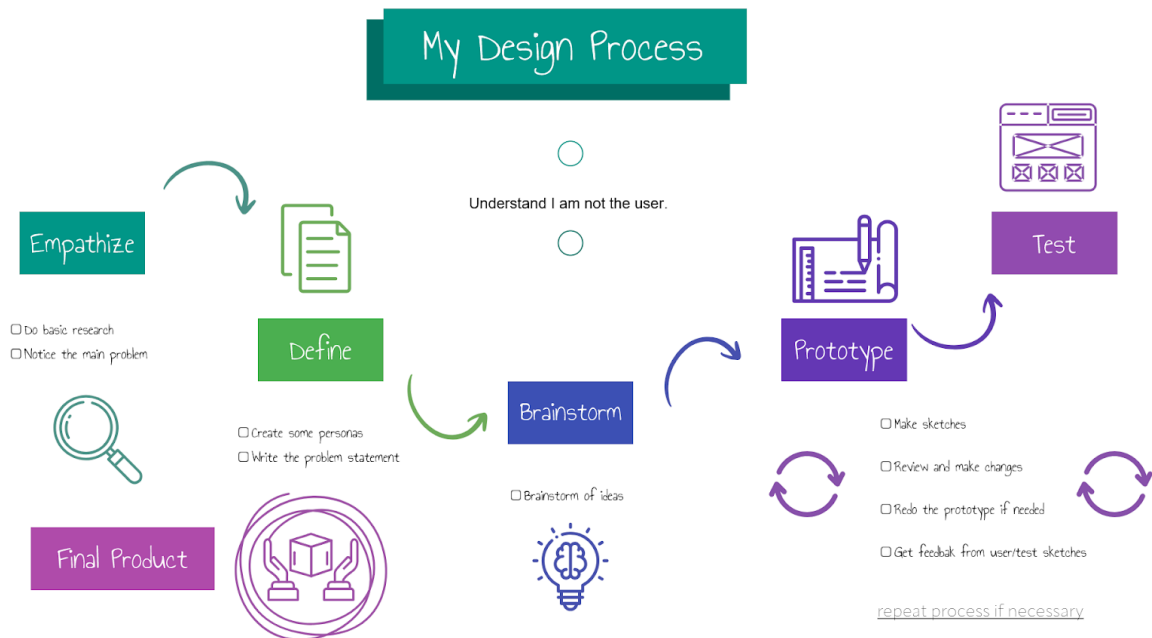 My Design Process
Understand I am not the user.
Empathize
☐ Do basic research
☐ Notice the main problem
Define
☐ Create some personas
☐ Write the problem statement
Brainstorm
☐ Brainstorm of ideas
Prototype
Test
☐ Make sketches
☐ Review and make changes
☐ Redo the prototype if needed
☐ Get feedbak from user/test sketches
repeat process if necessary
Final Product